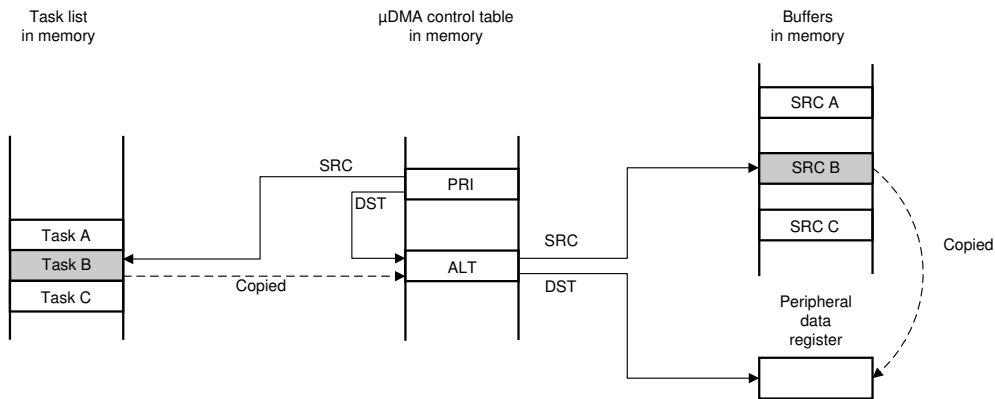 Task list
in memory
µDMA control table
in memory
Buffers
in memory
SRC A
SRC
PRI
SRC B
DST
SRC C
Task A
SRC
Copied
Task B
ALT
DST
Copied
Task C
Peripheral
data
register